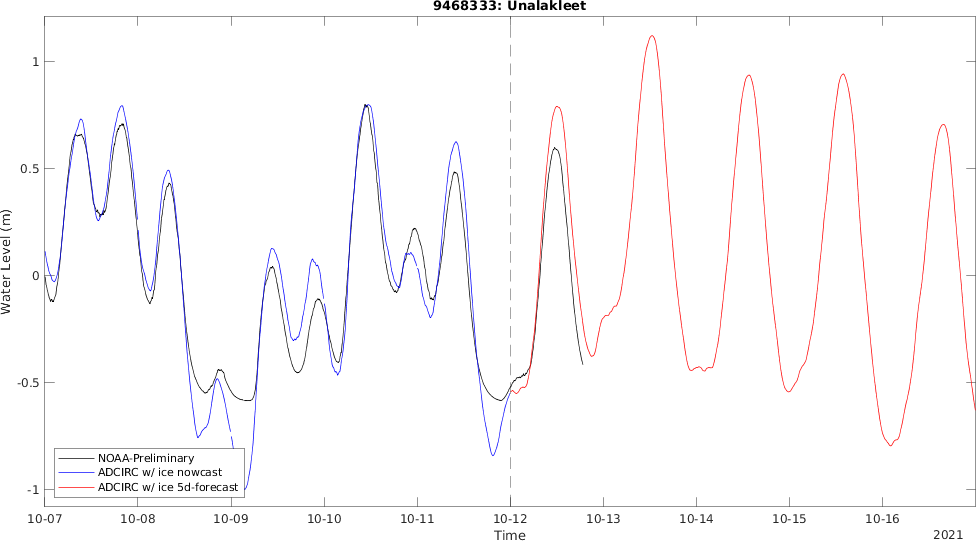 9468333: Unalakleet
Water Level (m)
1
0.5
0
-0.5
-1
NOAA-Preliminary
ADCIRC w/ ice nowcast
ADCIRC w/ ice 5d-forecast
10-07 10-08 10-09 10-10 10-11 10-12 10-13 10-14 10-15 10-16
Time
2021